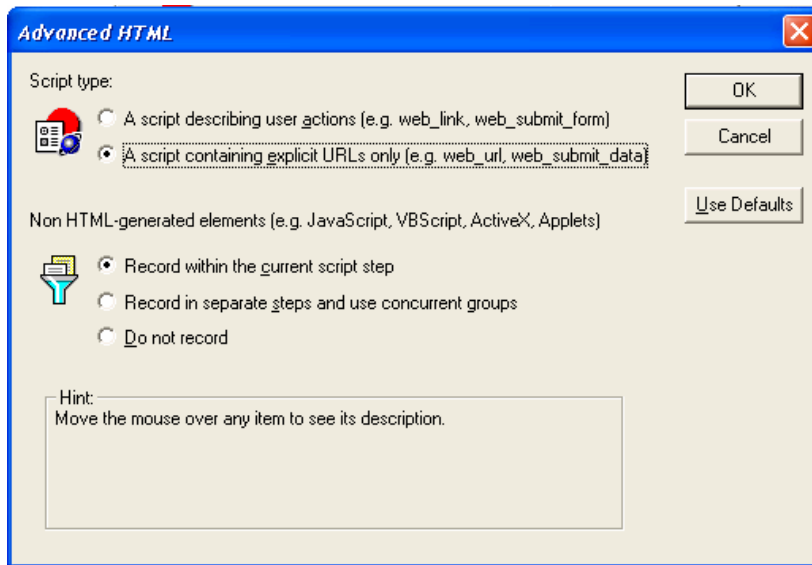 Advanced HTML
Script type:
A script describing user actions (e.g. web_link, web_submit_form)
A script containing explicit URLs only (e.g. web_url, web_submit_data)
OK
Cancel
Use Defaults
Non HTML-generated elements (e.g. JavaScript, VBScript, ActiveX, Applets)
Record within the current script step
Record in separate steps and use concurrent groups
Do not record
Hint:
Move the mouse over any item to see its description.